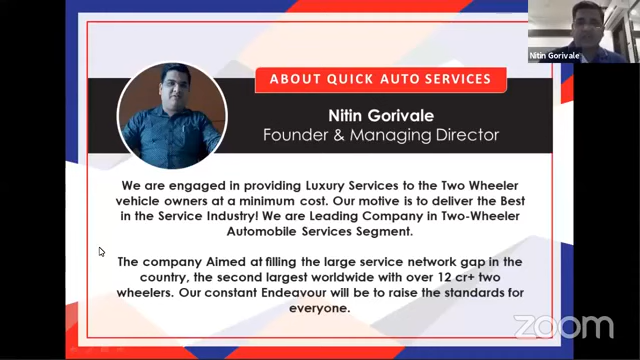 Nitin Gorivale
ABOUT QUICK AUTO SERVICES
Nitin Gorivale
Founder & Managing Director
We are engaged in providing Luxury Services to the Two Wheeler
vehicle owners at a minimum cost. Our motive is to deliver the Best
in the Service Industry! We are Leading Company in Two-Wheeler
Automobile Services Segment.
The company Aimed at filling the large service network gap in the
country, the second largest worldwide with over 12 cr+ two
wheelers. Our constant Endeavour will be to raise the standards for
everyone.
zoom